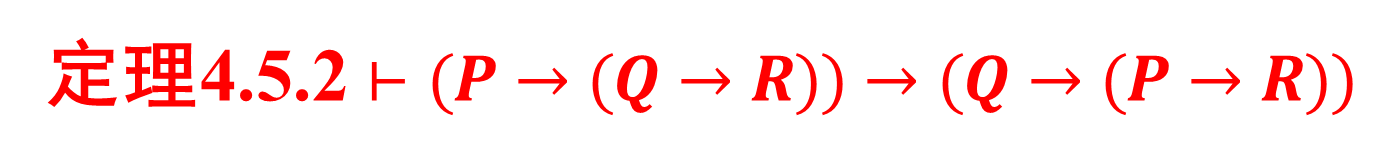 定理4.5.2 ⊢ (P → (Q → R)) → (Q → (P → R))